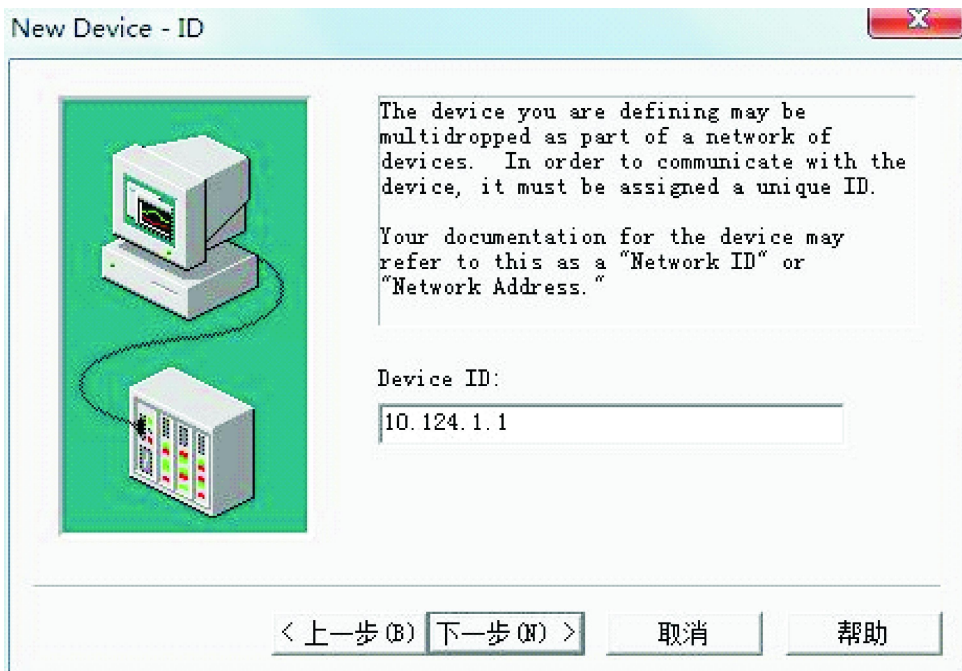 New Device - ID
The device you are defining may be
multidropped as part of a network of
devices.  In order to communicate with the
device, it must be assigned a unique ID.
Your documentation for the device may
refer to this as a "Network ID" or
"Network Address."
Device ID:
10.124.1.1
< 上一步(B) 下一步(N) > 取消 帮助